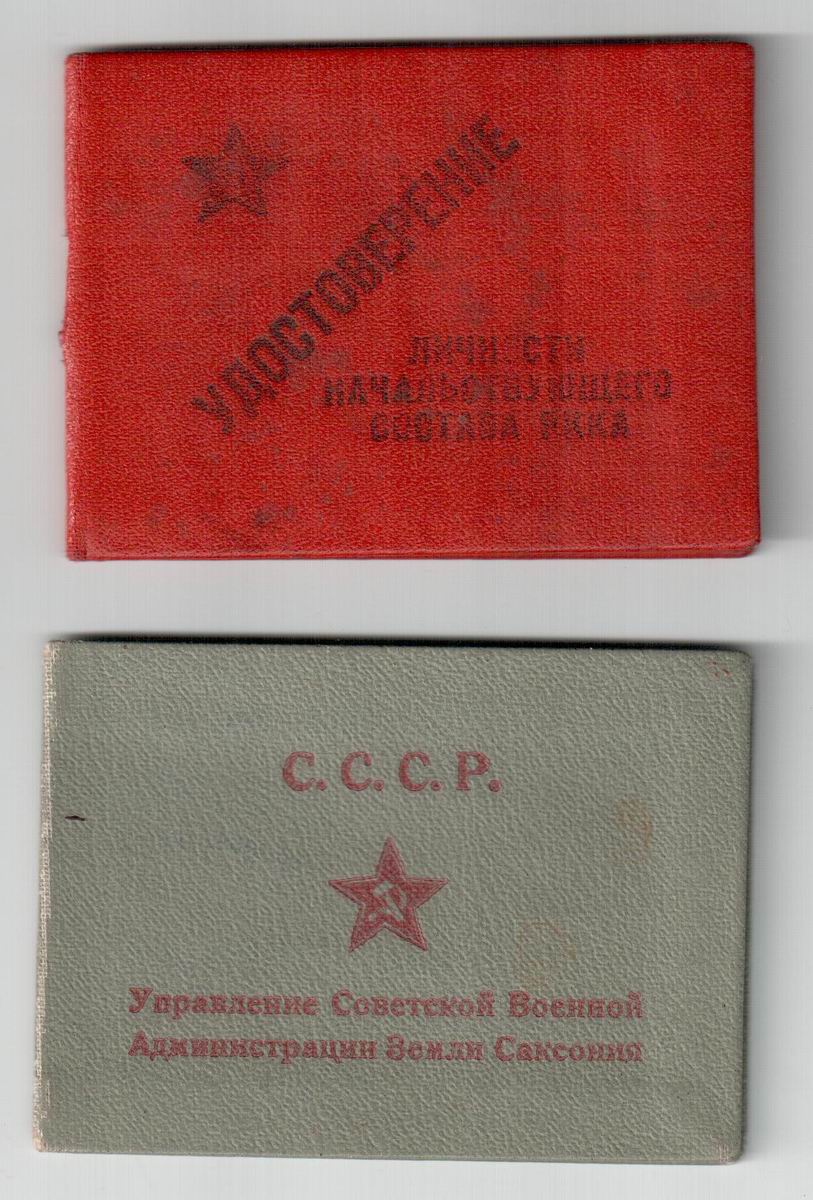 УДОСТОВЕРЕНИЕ
ЛИЧНОСТИ
НАЧАЛЬСТВУЮЩЕГО
СОСТАВА РККА
С. С. С. Р.
Управление Советской Военной
Администрации Земли Саксония